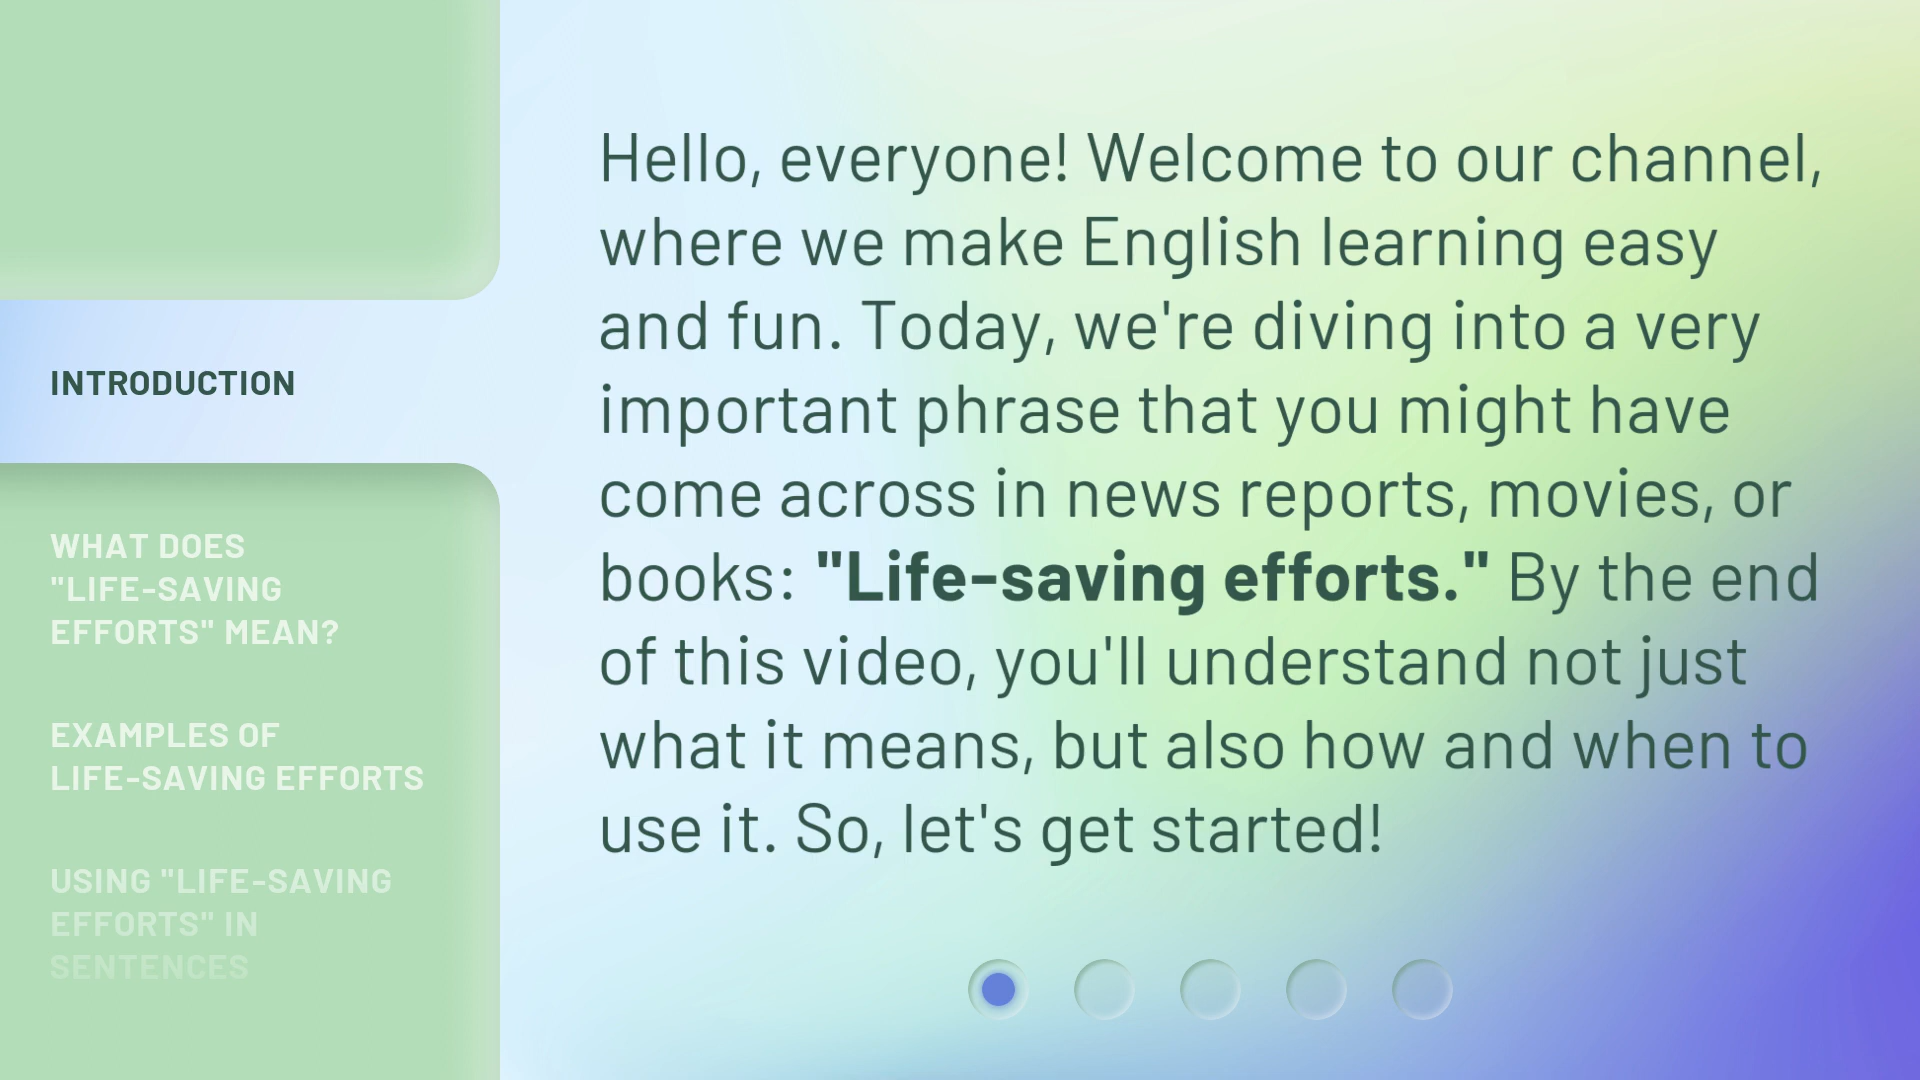 INTRODUCTION
WHAT DOES
"LIFE-SAVING
EFFORTS" MEAN?
EXAMPLES OF
LIFE-SAVING EFFORTS
USING "LIFE-SAVING
EFFORTS" IN
SENTENCES
Hello, everyone! Welcome to our channel,
where we make English learning easy
and fun. Today, we're diving into a very
important phrase that you might have
come across in news reports, movies, or
books: "Life-saving efforts." By the end
of this video, you'll understand not just
what it means, but also how and when to
use it. So, let's get started!